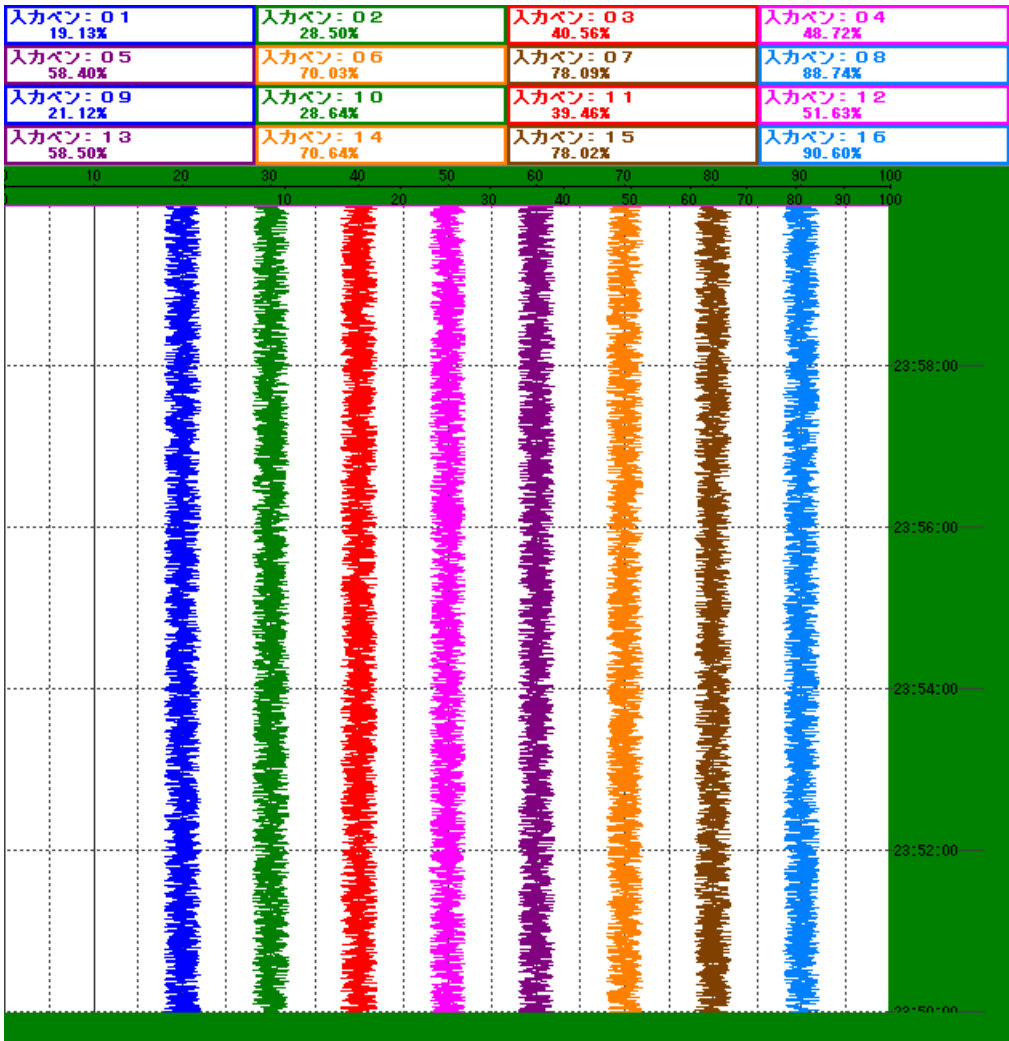 入力ペン：０１ 入力ペン：０２ 入力ペン：０３ 入力ペン：０４
19.13% 28.50% 40.56% 48.72%
入力ペン：０５ 入力ペン：０６ 入力ペン：０７ 入力ペン：０８
58.40% 70.03% 78.09% 88.74%
入力ペン：０９ 入力ペン：１０ 入力ペン：１１ 入力ペン：１２
21.12% 28.64% 39.46% 51.63%
入力ペン：１３ 入力ペン：１４ 入力ペン：１５ 入力ペン：１６
58.50% 70.64% 78.02% 90.60%
0 10 20 30 40 50 60 70 80 90 100
0 10 20 30 40 50 60 70 80 90 100
23:58:00
23:56:00
23:54:00
23:52:00
23:50:00